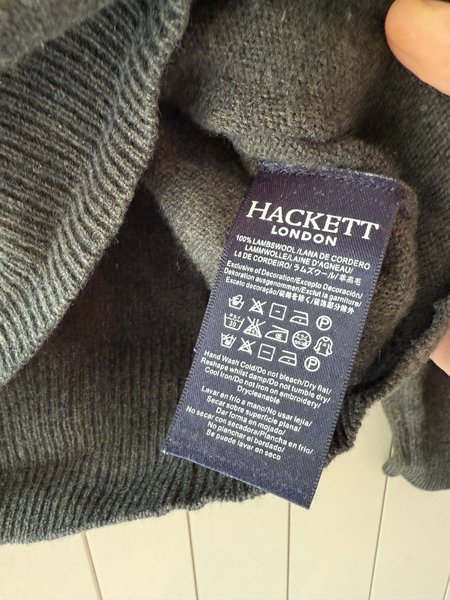 HACKETT
LONDON
100% LAMBSWOOL/LANA DE CORDERO
LAMMWOLLE/LAINE D'AGNEAU/
LÃ DE CORDEIRO/ラムズウール/羊羔毛
Exclusive of Decoration/Excepto Decoración/
Dekoration ausgenommen/Exclut la garniture/
Excelu decoração/装飾を除く/装饰部分除外
Hand Wash Cold/Do not bleach/Dry flat/
Reshape whilst damp/Do not tumble dry/
Cool Iron/Do not iron on embroidery/
Drycleanable
Lavar en frío a mano/No usar lejía/
Secar sobre superficie plana/
Dar forma en mojado/
No secar con secadora/Plancha en frío/
No planchar el bordado/
Se puede lavar en seco